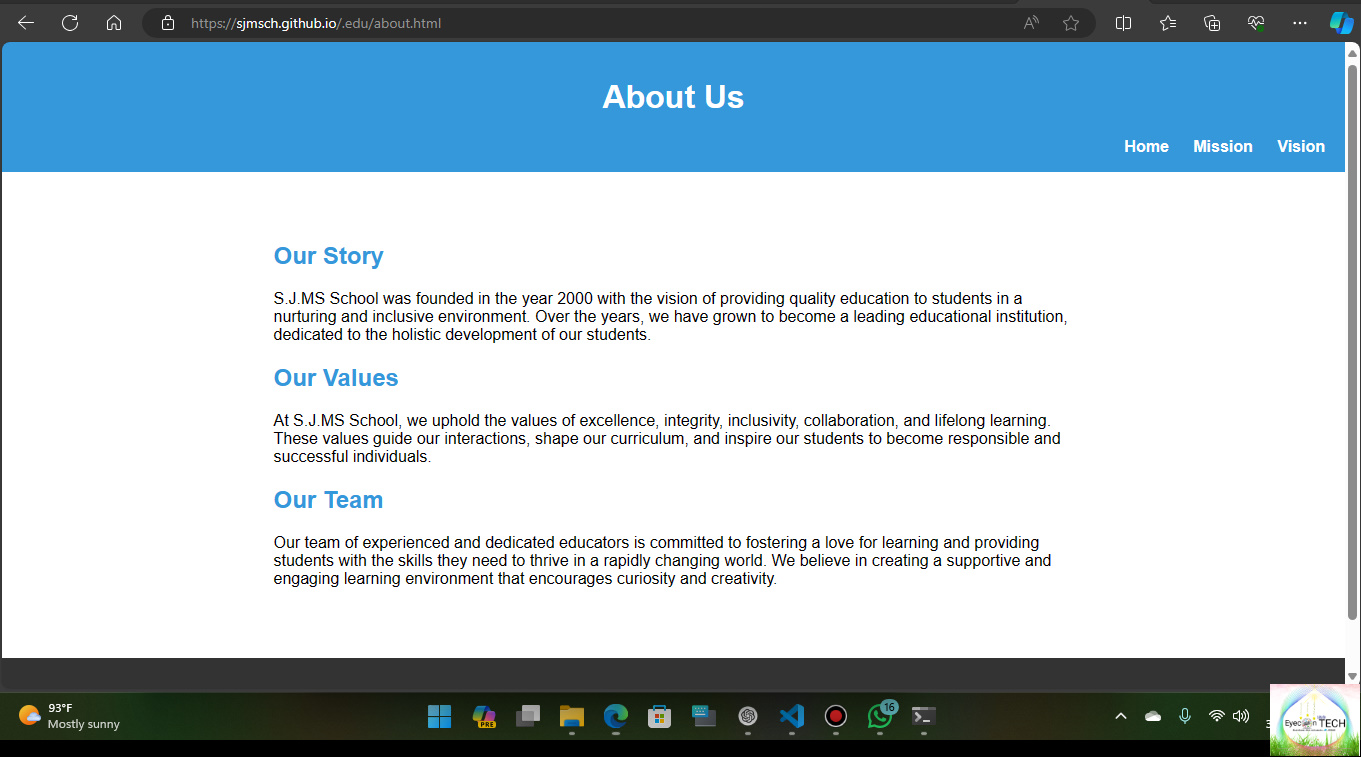 https://sjmsch.github.io/.edu/about.html
About Us
Home Mission Vision
Our Story
S.J.MS School was founded in the year 2000 with the vision of providing quality education to students in a
nurturing and inclusive environment. Over the years, we have grown to become a leading educational institution,
dedicated to the holistic development of our students.
Our Values
At S.J.MS School, we uphold the values of excellence, integrity, inclusivity, collaboration, and lifelong learning.
These values guide our interactions, shape our curriculum, and inspire our students to become responsible and
successful individuals.
Our Team
Our team of experienced and dedicated educators is committed to fostering a love for learning and providing
students with the skills they need to thrive in a rapidly changing world. We believe in creating a supportive and
engaging learning environment that encourages curiosity and creativity.
93°F
Mostly sunny
PRE
16
TECH